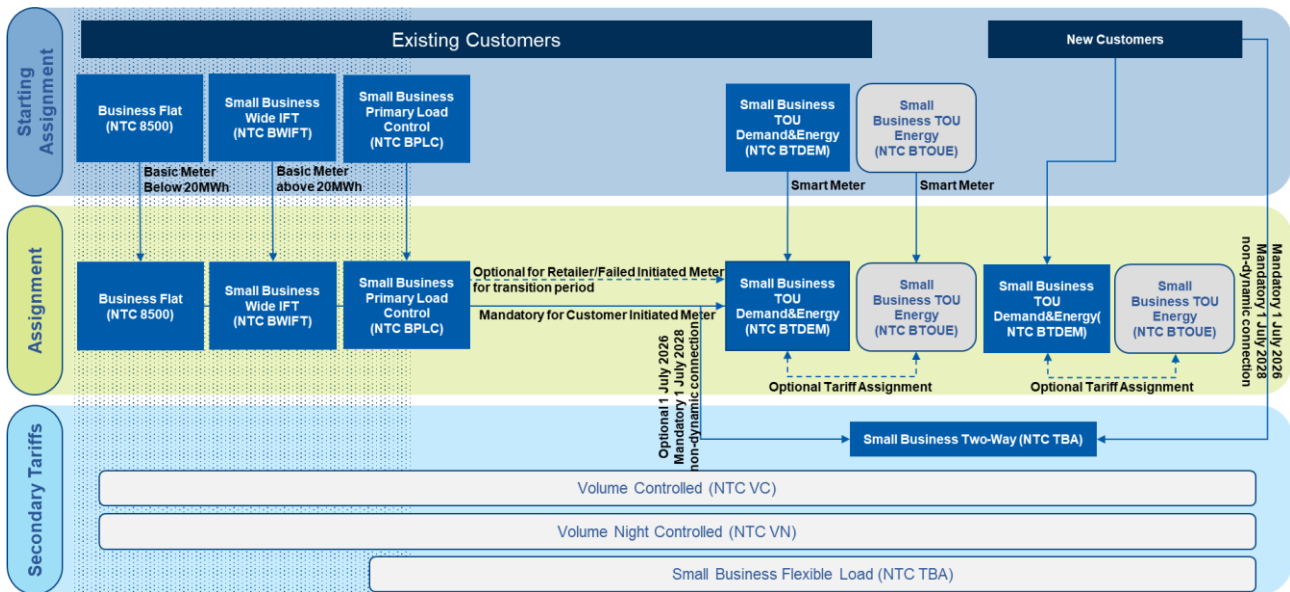 Starting
Assignment
Existing Customers
New Customers
Business Flat
(NTC 8500)
Small Business
Wide IFT
(NTC BWIFT)
Small Business
Primary Load
Control
(NTC BPLC)
Small Business
TOU
Demand&Energy
(NTC BTDEM)
Small
Business TOU
Energy
(NTC BTOUE)
Basic Meter
Below 20MWh
Basic Meter
above 20MWh
Smart Meter
Smart Meter
Assignment
Business Flat
(NTC 8500)
Small Business
Wide IFT
(NTC BWIFT)
Small Business
Primary Load
Control
(NTC BPLC)
Optional for Retailer/Failed Initiated Meter
for transition period
Mandatory for Customer Initiated Meter
Small Business
TOU
Demand&Energy
(NTC BTDEM)
Small
Business TOU
Energy
(NTC BTOUE)
Small Business
TOU
Demand&Energy(
NTC BTDEM)
Small
Business TOU
Energy
(NTC BTOUE)
Optional Tariff Assignment
Optional Tariff Assignment
Optional 1 July 2026
Mandatory 1 July 2028
non-dynamic connection
Mandatory 1 July 2026
Mandatory 1 July 2028
non-dynamic connection
Secondary Tariffs
Small Business Two-Way (NTC TBA)
Volume Controlled (NTC VC)
Volume Night Controlled (NTC VN)
Small Business Flexible Load (NTC TBA)